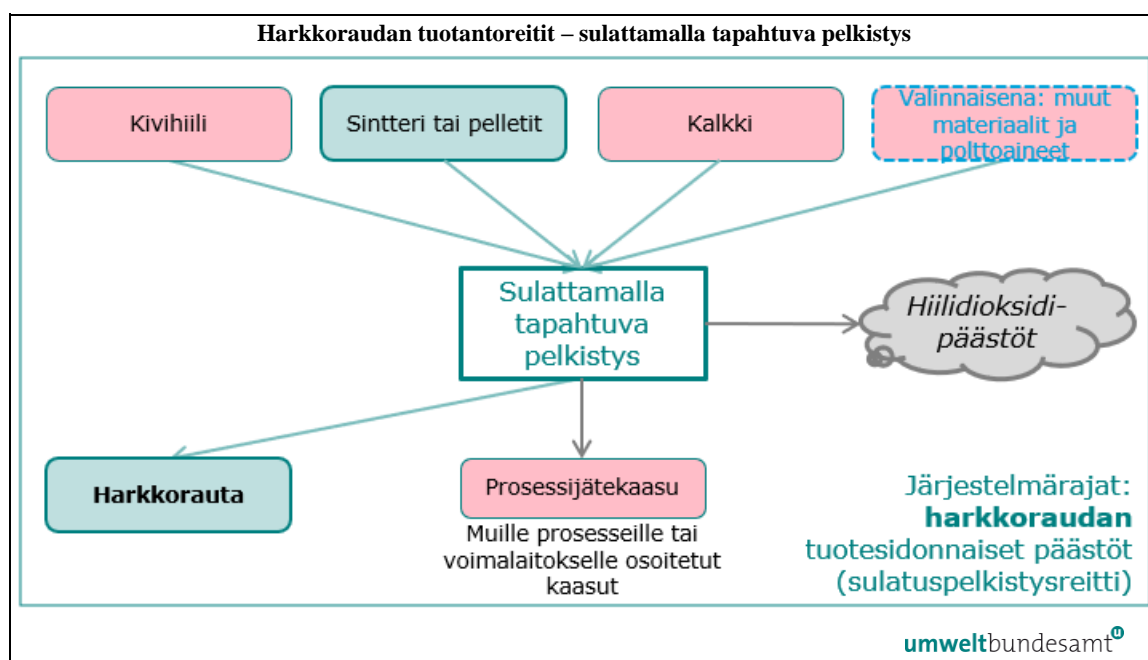 Harkkoraudan tuotantoreitit – sulattamalla tapahtuva pelkistys
Kivihiili
Sintteri tai pelletit
Kalkki
Valinnaisena: muut
materiaalit ja
polttoaineet
Sulattamalla
tapahtuva
pelkistys
Hiilidioksidi-
päästöt
Harkkorauta
Prosessijätekaasu
Muille prosesseille tai
voimalaitokselle osoitetut
kaasut
Järjestelmärajat:
harkkoraudan
tuotesidonnaiset päästöt
(sulatuspelkistysreitti)
umweltbundesamt